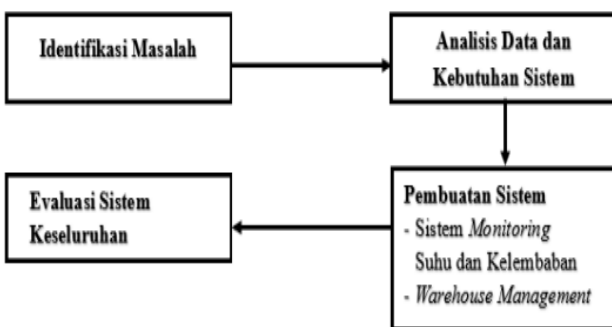 Identifikasi Masalah
Analisis Data dan
Kebutuhan Sistem
Pembuatan Sistem
- Sistem Monitoring
Suhu dan Kelembaban
- Warehouse Management
Evaluasi Sistem
Keseluruhan